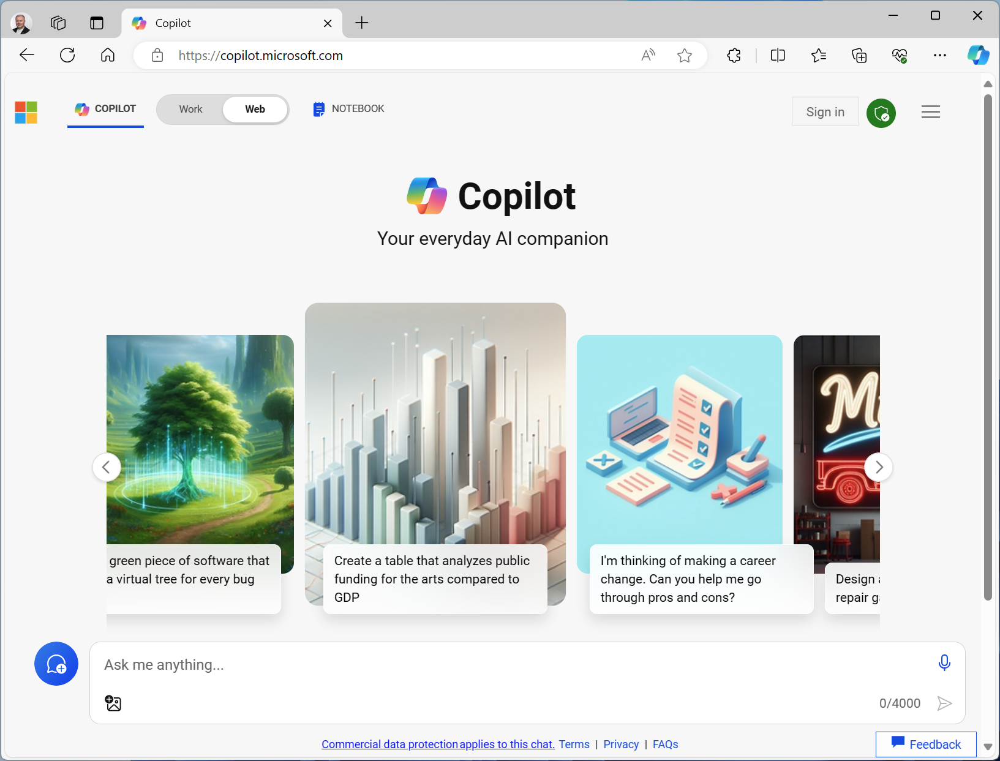 Copilot
https://copilot.microsoft.com
COPILOT
Work
Web
NOTEBOOK
Sign in
Copilot
Your everyday AI companion
green piece of software that
a virtual tree for every bug
Create a table that analyzes public
funding for the arts compared to
GDP
I'm thinking of making a career
change. Can you help me go
through pros and cons?
Design
repair
Ask me anything...
0/4000
Commercial data protection applies to this chat. Terms | Privacy | FAQs
Feedback